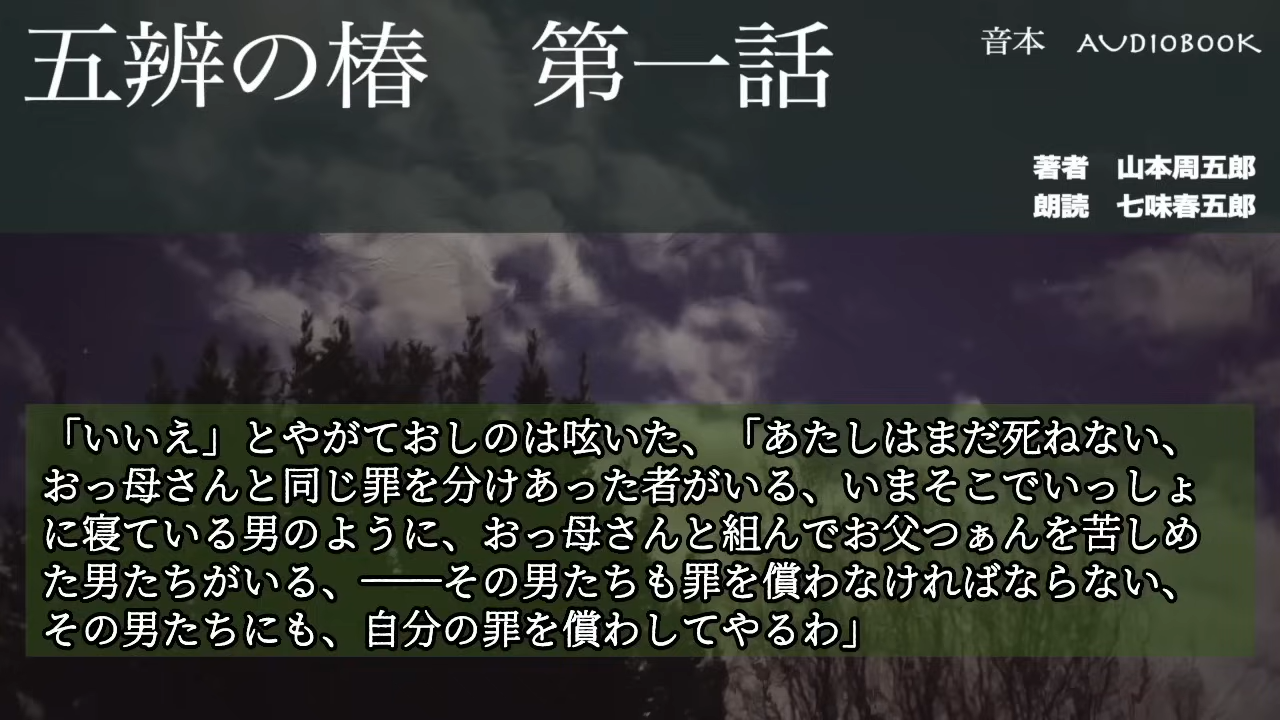 五辨の椿　第一話
音本　AUDIOBOOK
著者　山本周五郎
朗読　七味春五郎
「いいえ」とやがておしのは呟いた、「あたしはまだ死ねない、
おっ母さんと同じ罪を分けあった者がいる、いまそこでいっしょ
に寝ている男のように、おっ母さんと組んでお父つぁんを苦しめ
た男たちがいる、――その男たちも罪を償わなければならない、
その男たちにも、自分の罪を償わしてやるわ」